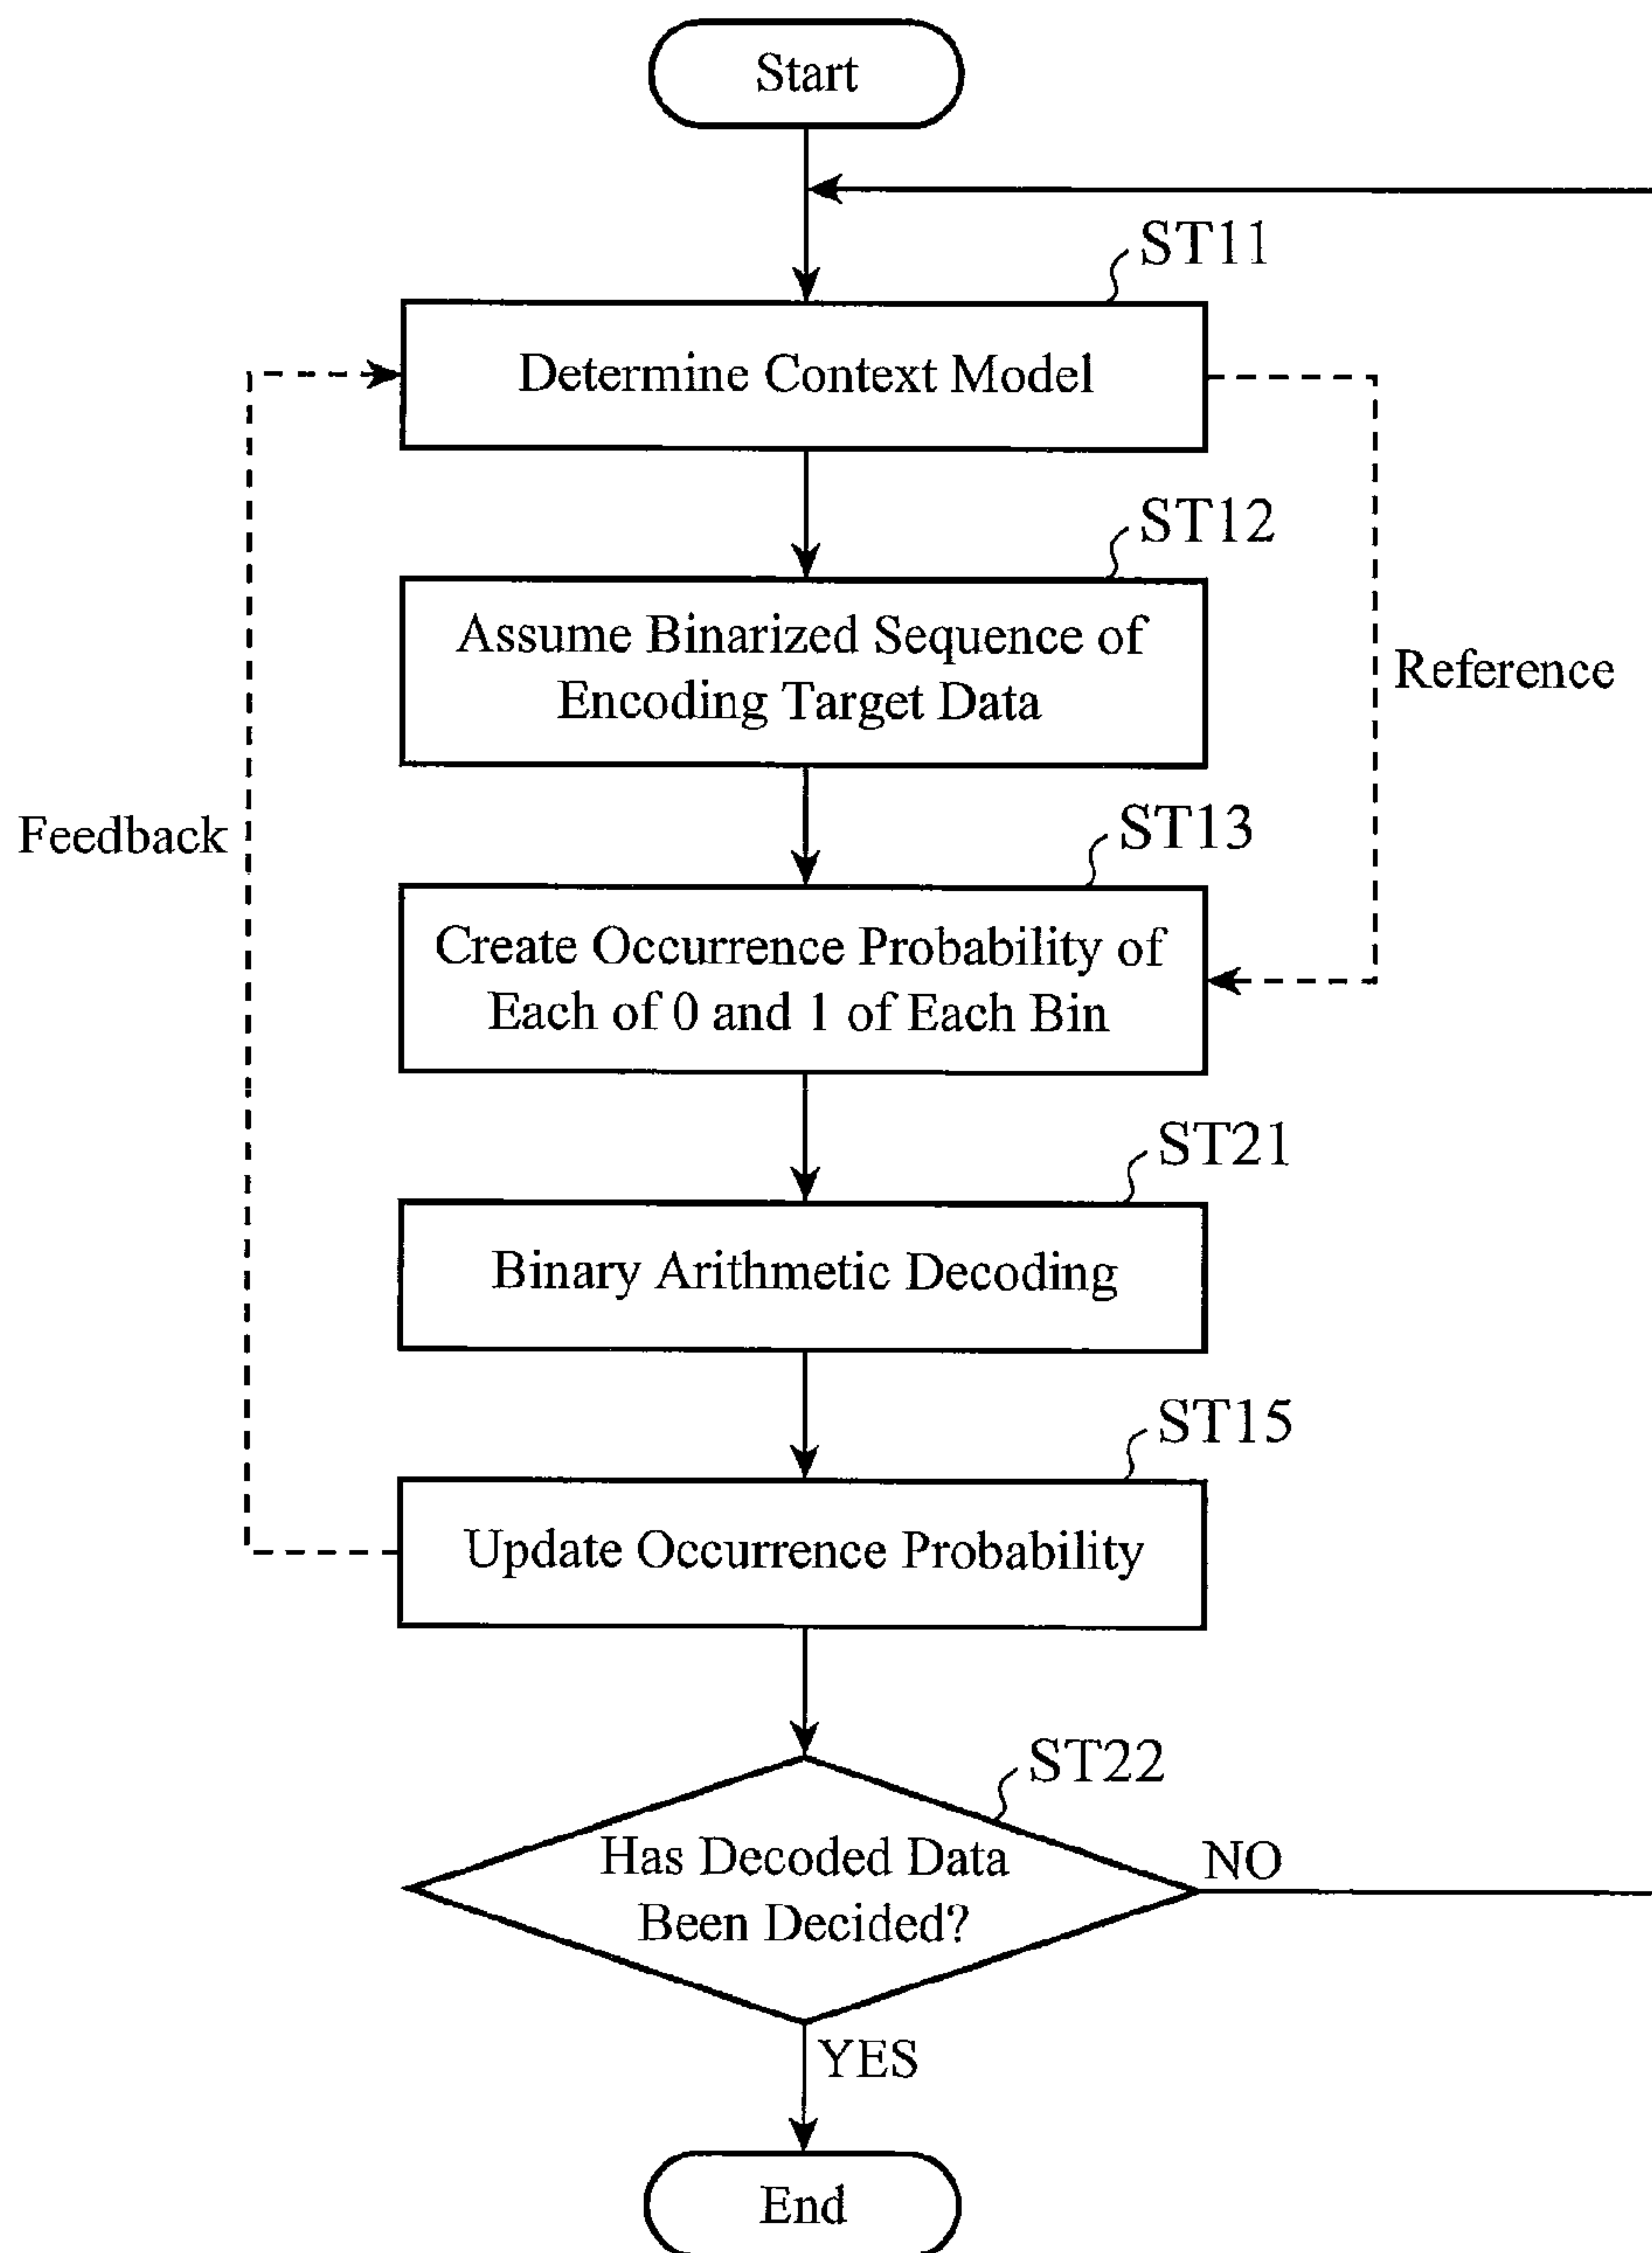 Start
ST11
Determine Context Model
ST12
Assume Binarized Sequence of
Encoding Target Data
Reference
Feedback
ST13
Create Occurrence Probability of
Each of 0 and 1 of Each Bin
ST21
Binary Arithmetic Decoding
ST15
Update Occurrence Probability
ST22
Has Decoded Data
Been Decided?
NO
YES
End